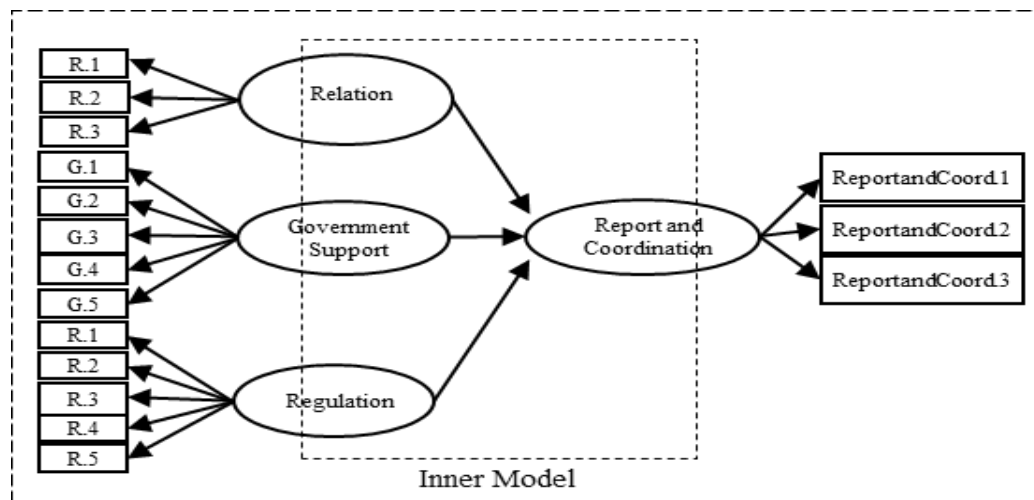 R.1
R.2
R.3
G.1
G.2
G.3
G.4
G.5
R.1
R.2
R.3
R.4
R.5
Relation
Government
Support
Regulation
Report and
Coordination
ReportandCoord.1
ReportandCoord.2
ReportandCoord.3
Inner Model